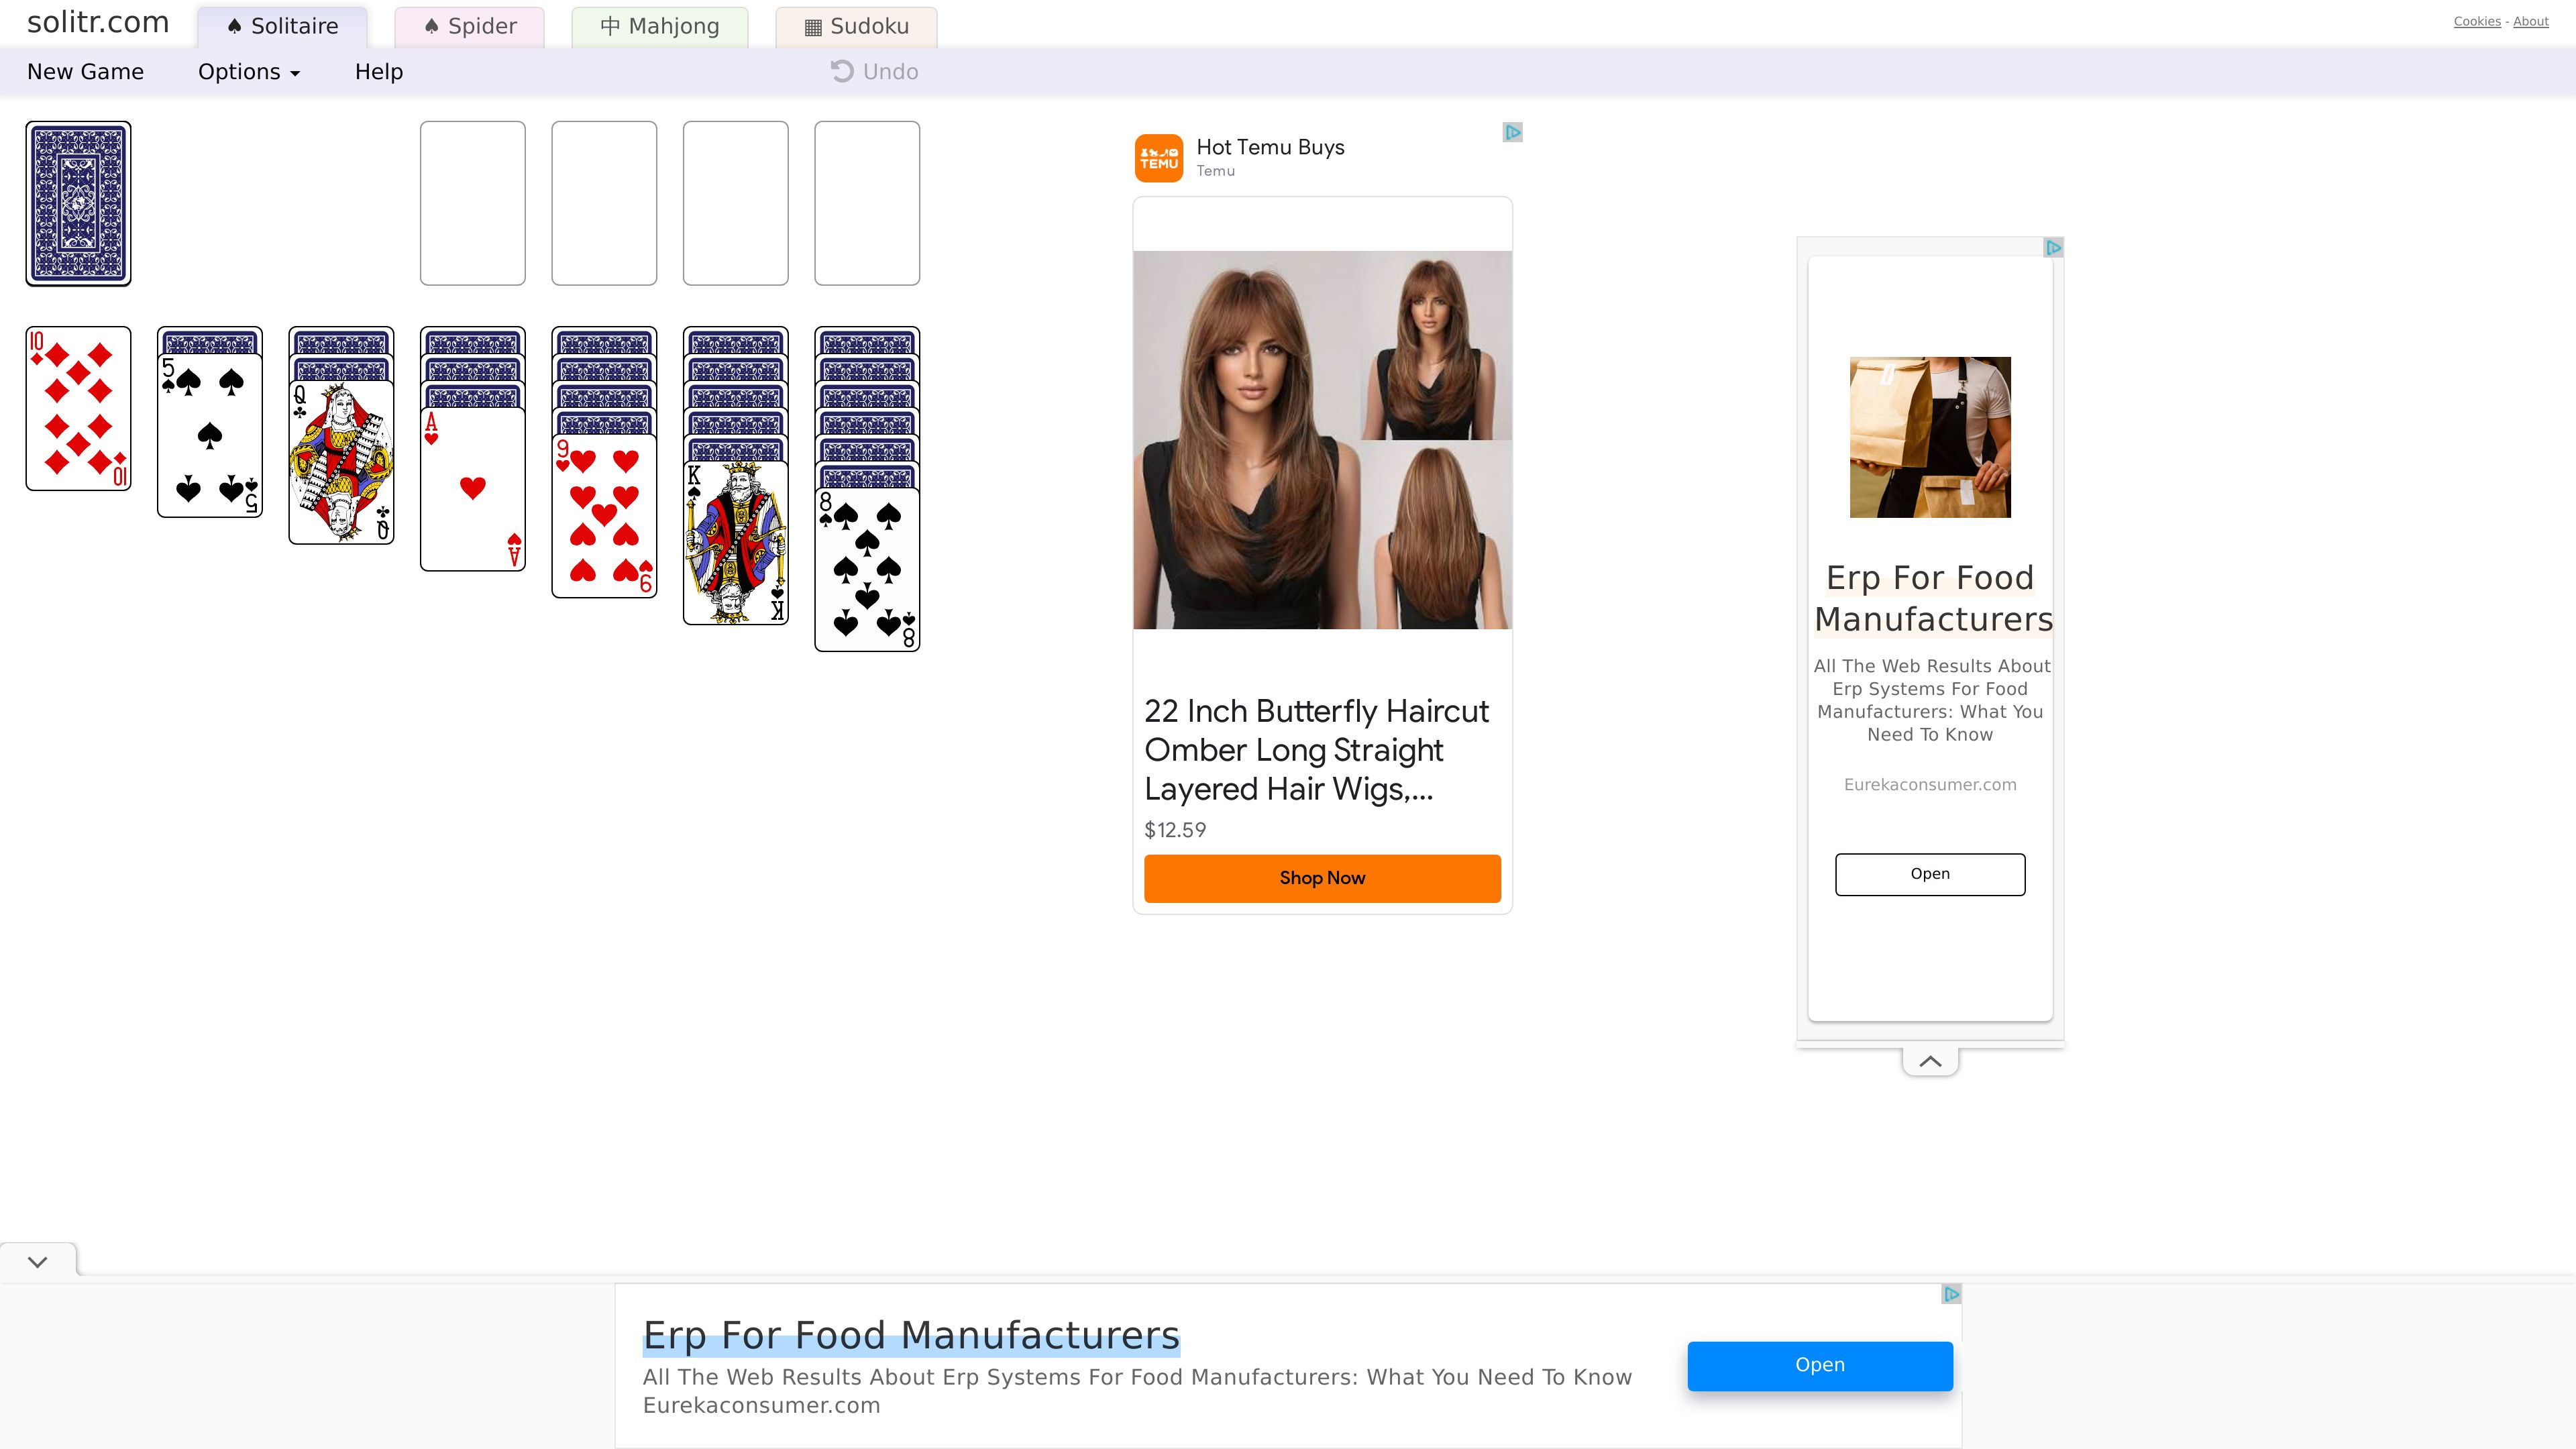 solitr.com
♠ Solitaire
♠ Spider
中 Mahjong
▦ Sudoku
Cookies - About
New Game
Options
Help
Undo
10
10
5
5
Q
Q
A
A
9
9
K
K
8
8
TEMU
Hot Temu Buys
Temu
22 Inch Butterfly Haircut
Omber Long Straight
Layered Hair Wigs,...
$12.59
Shop Now
Erp For Food
Manufacturers
All The Web Results About
Erp Systems For Food
Manufacturers: What You
Need To Know
Eurekaconsumer.com
Open
Erp For Food Manufacturers
All The Web Results About Erp Systems For Food Manufacturers: What You Need To Know
Eurekaconsumer.com
Open